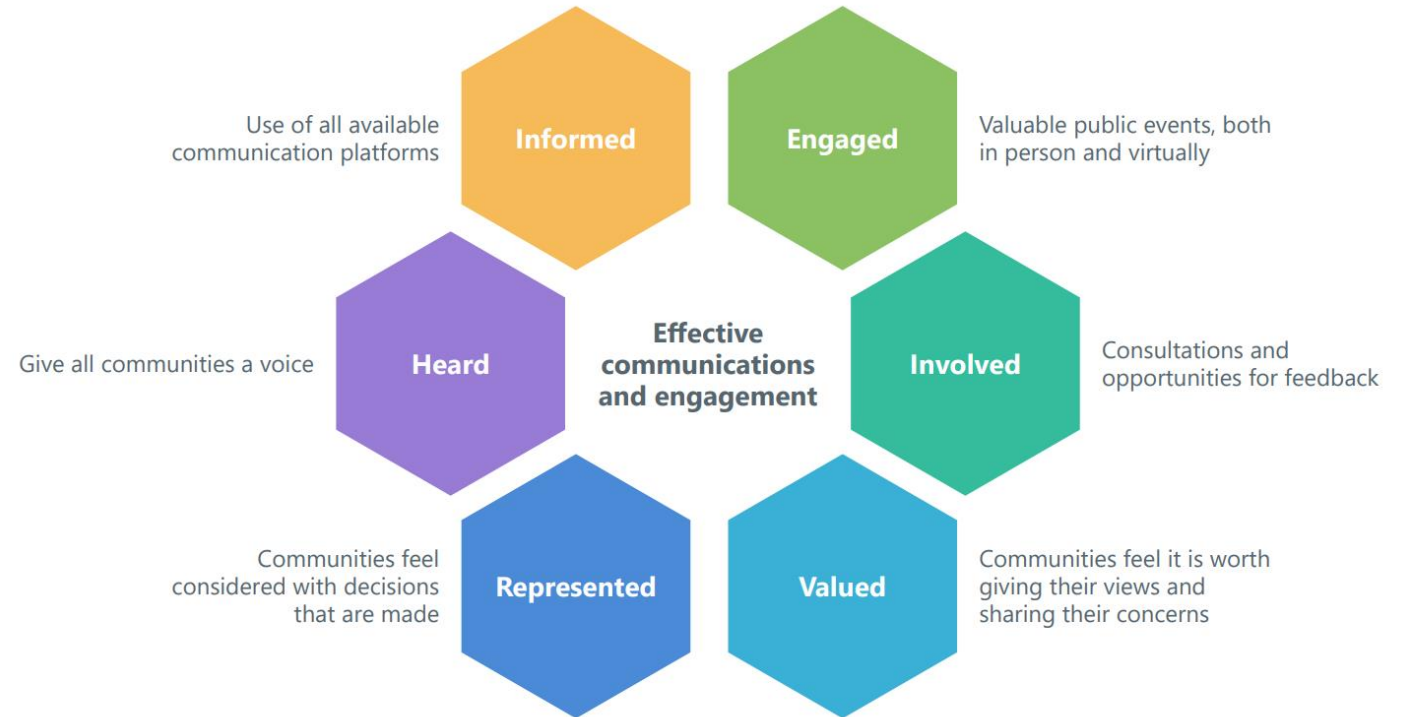 Use of all available
communication platforms
Informed
Engaged
Valuable public events, both
in person and virtually
Give all communities a voice
Heard
Effective
communications
and engagement
Involved
Consultations and
opportunities for feedback
Communities feel
considered with decisions
that are made
Represented
Valued
Communities feel it is worth
giving their views and
sharing their concerns